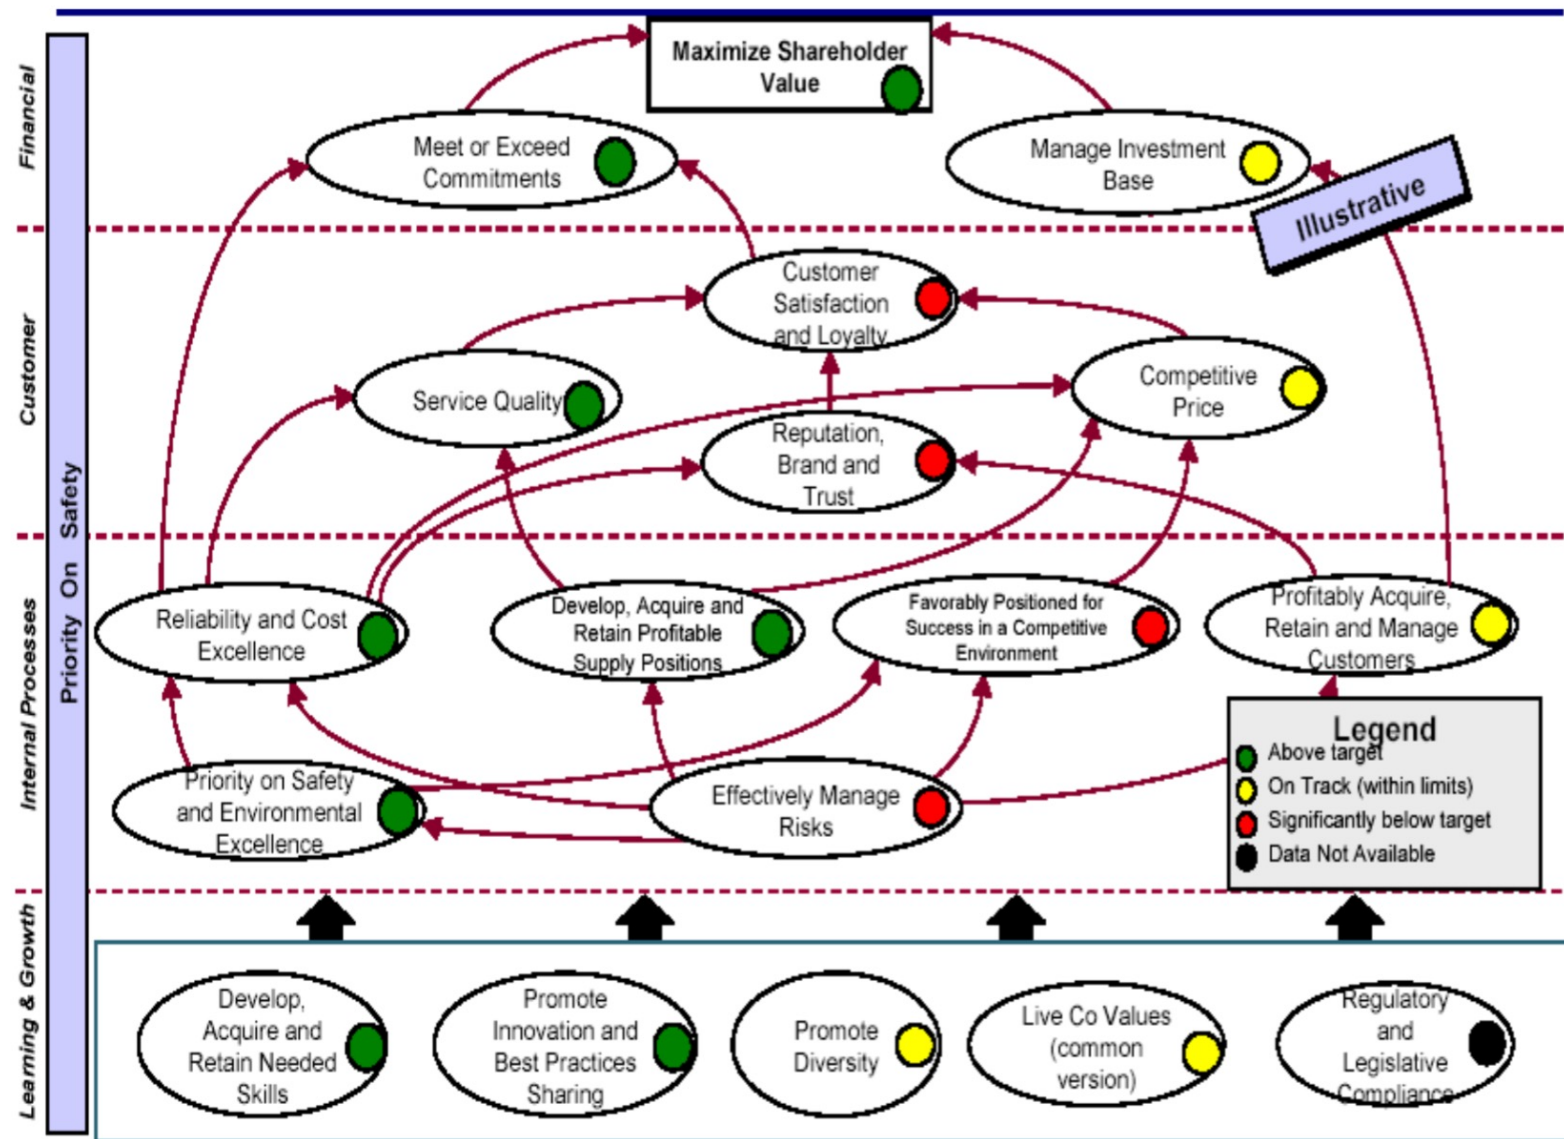 Maximize Shareholder
Value
Financial
Meet or Exceed
Commitments
Manage Investment
Base
Illustrative
Customer
Customer
Satisfaction
and Loyalty
Service Quality
Competitive
Price
Reputation,
Brand and
Trust
Priority On Safety
Internal Processes
Reliability and Cost
Excellence
Develop, Acquire and
Retain Profitable
Supply Positions
Favorably Positioned for
Success in a Competitive
Environment
Profitably Acquire,
Retain and Manage
Customers
Priority on Safety
and Environmental
Excellence
Effectively Manage
Risks
Legend
Above target
On Track (within limits)
Significantly below target
Data Not Available
Learning & Growth
Develop,
Acquire and
Retain Needed
Skills
Promote
Innovation and
Best Practices
Sharing
Promote
Diversity
Live Co Values
(common
version)
Regulatory
and
Legislative
Compliance